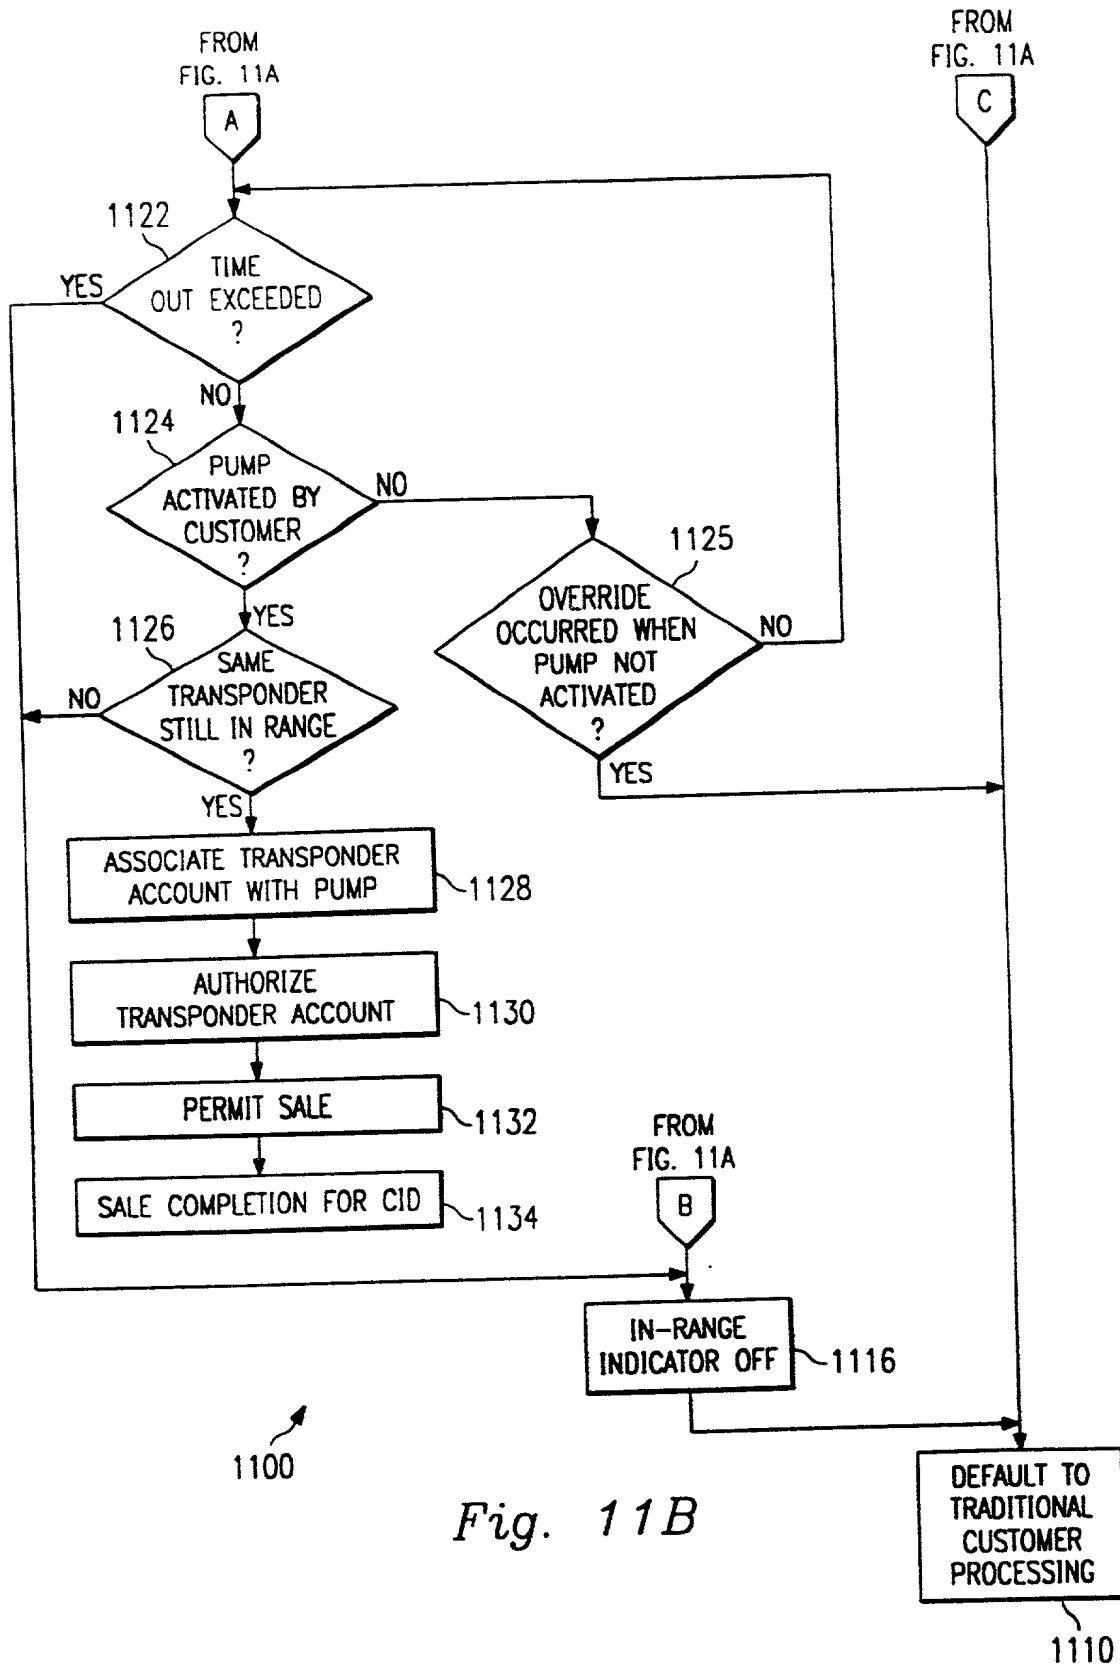 FROM
FIG. 11A
A
FROM
FIG. 11A
C
1122
YES
TIME
OUT EXCEEDED
?
NO
1124
PUMP
ACTIVATED BY
CUSTOMER
?
NO
1125
OVERRIDE
OCCURRED WHEN
PUMP NOT
ACTIVATED
?
NO
YES
YES
1126
NO
SAME
TRANSPONDER
STILL IN RANGE
?
YES
ASSOCIATE TRANSPONDER
ACCOUNT WITH PUMP
1128
AUTHORIZE
TRANSPONDER ACCOUNT
1130
PERMIT SALE
1132
SALE COMPLETION FOR CID
1134
FROM
FIG. 11A
B
IN-RANGE
INDICATOR OFF
1116
1100
DEFAULT TO
TRADITIONAL
CUSTOMER
PROCESSING
1110
Fig. 11B